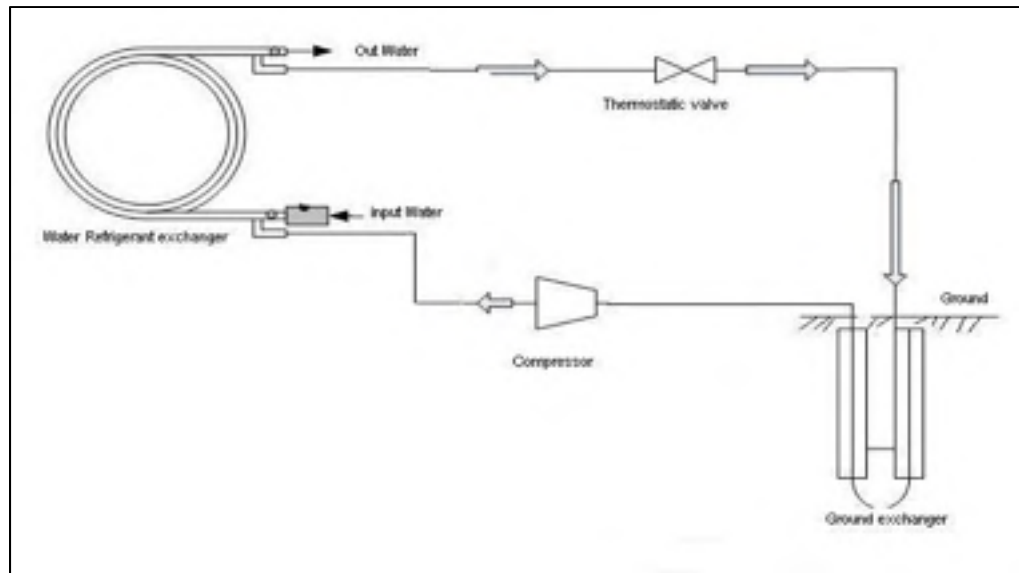 Out Water
Thermostatic valve
Input Water
Water Refrigerant exchanger
Ground
Compressor
Ground exchanger